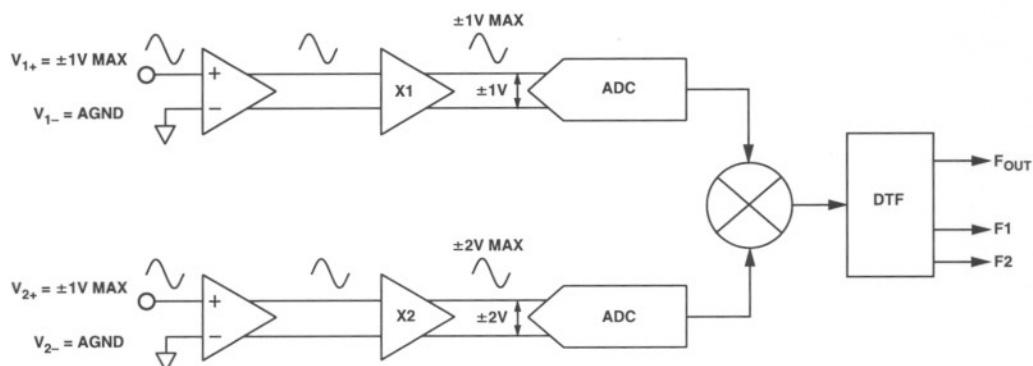 ±1V MAX
V1+ = ±1V MAX
+
X1
±1V
ADC
V1– = AGND
–
FOUT
DTF
F1
F2
±2V MAX
V2+ = ±1V MAX
+
X2
±2V
ADC
V2– = AGND
–